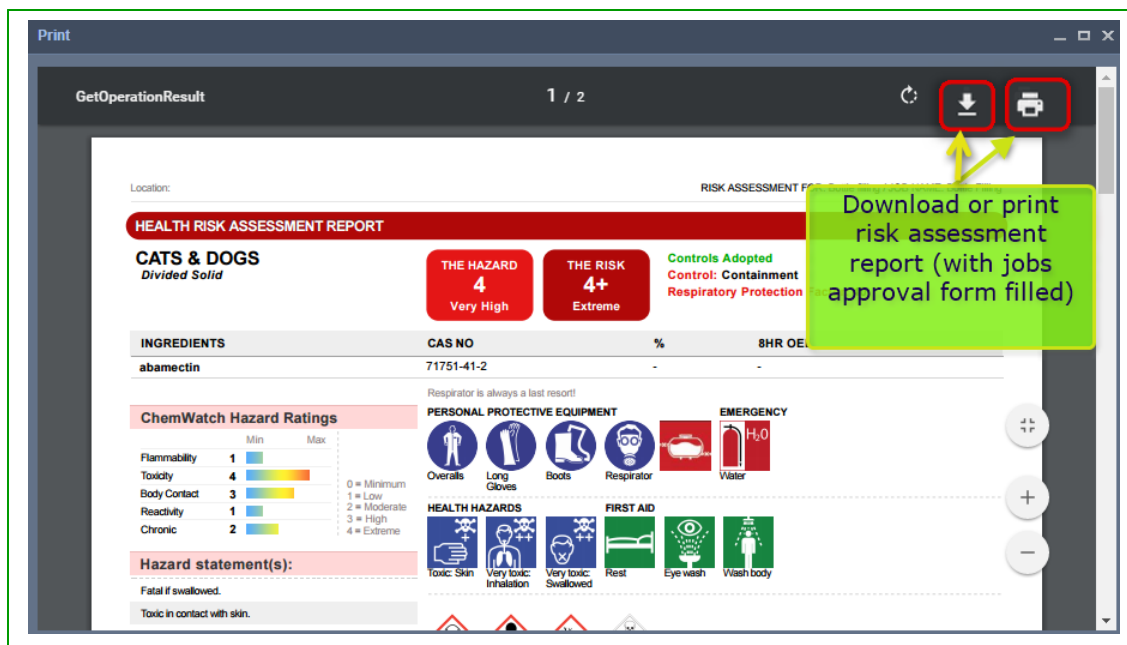 Print
GetOperationResult
1 / 2
Location:
RISK ASSESSMENT FOR:
HEALTH RISK ASSESSMENT REPORT
Download or print
risk assessment
report (with jobs
approval form filled)
CATS & DOGS
Divided Solid
THE HAZARD
4
Very High
THE RISK
4+
Extreme
Controls Adopted
Control: Containment
Respiratory Protection
INGREDIENTS CAS NO % 8HR
abamectin 71751-41-2 - -
Respirator is always a last resort!
ChemWatch Hazard Ratings
Min Max
Flammability 1
Toxicity 4
Body Contact 3
Reactivity 1
Chronic 2
0 = Minimum
1 = Low
2 = Moderate
3 = High
4 = Extreme
Hazard statement(s):
Fatal if swallowed.
Toxic in contact with skin.
PERSONAL PROTECTIVE EQUIPMENT
Overalls
Long
Gloves
Boots
Respirator
EMERGENCY
H2O
Water
HEALTH HAZARDS
+
++
++
Toxic: Skin
Very toxic:
Inhalation
Very toxic:
Swallowed
FIRST AID
Rest
Eye wash
Wash body